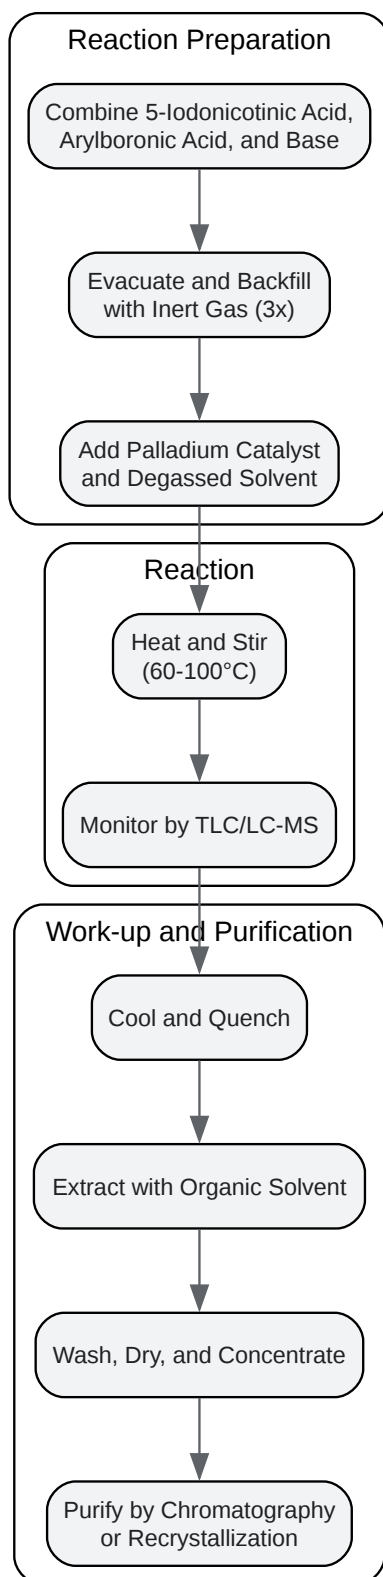 Reaction Preparation
Combine 5-Iodonicotinic Acid,
Arylboronic Acid, and Base
Evacuate and Backfill
with Inert Gas (3x)
Add Palladium Catalyst
and Degassed Solvent
Reaction
Heat and Stir
(60-100°C)
Monitor by TLC/LC-MS
Work-up and Purification
Cool and Quench
Extract with Organic Solvent
Wash, Dry, and Concentrate
Purify by Chromatography
or Recrystallization